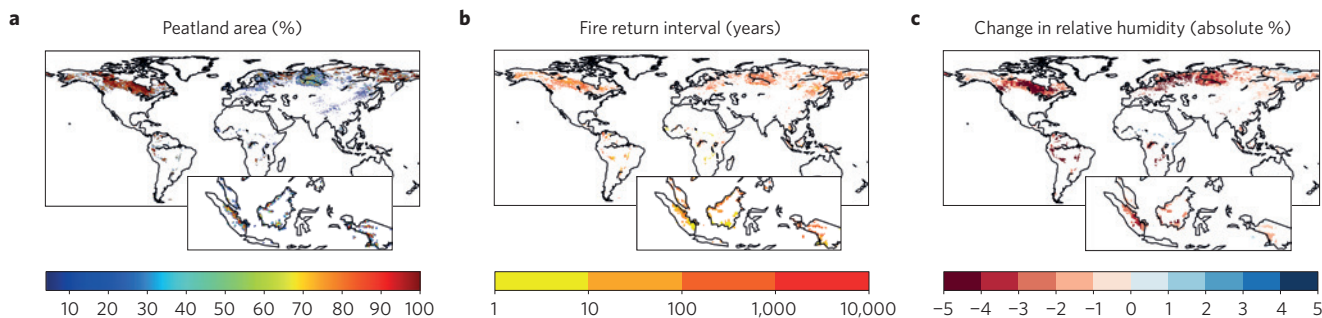 a Peatland area (%)
b Fire return interval (years)
c Change in relative humidity (absolute %)
10 20 30 40 50 60 70 80 90 100
1 10 100 1,000 10,000
−5 −4 −3 −2 −1 0 1 2 3 4 5